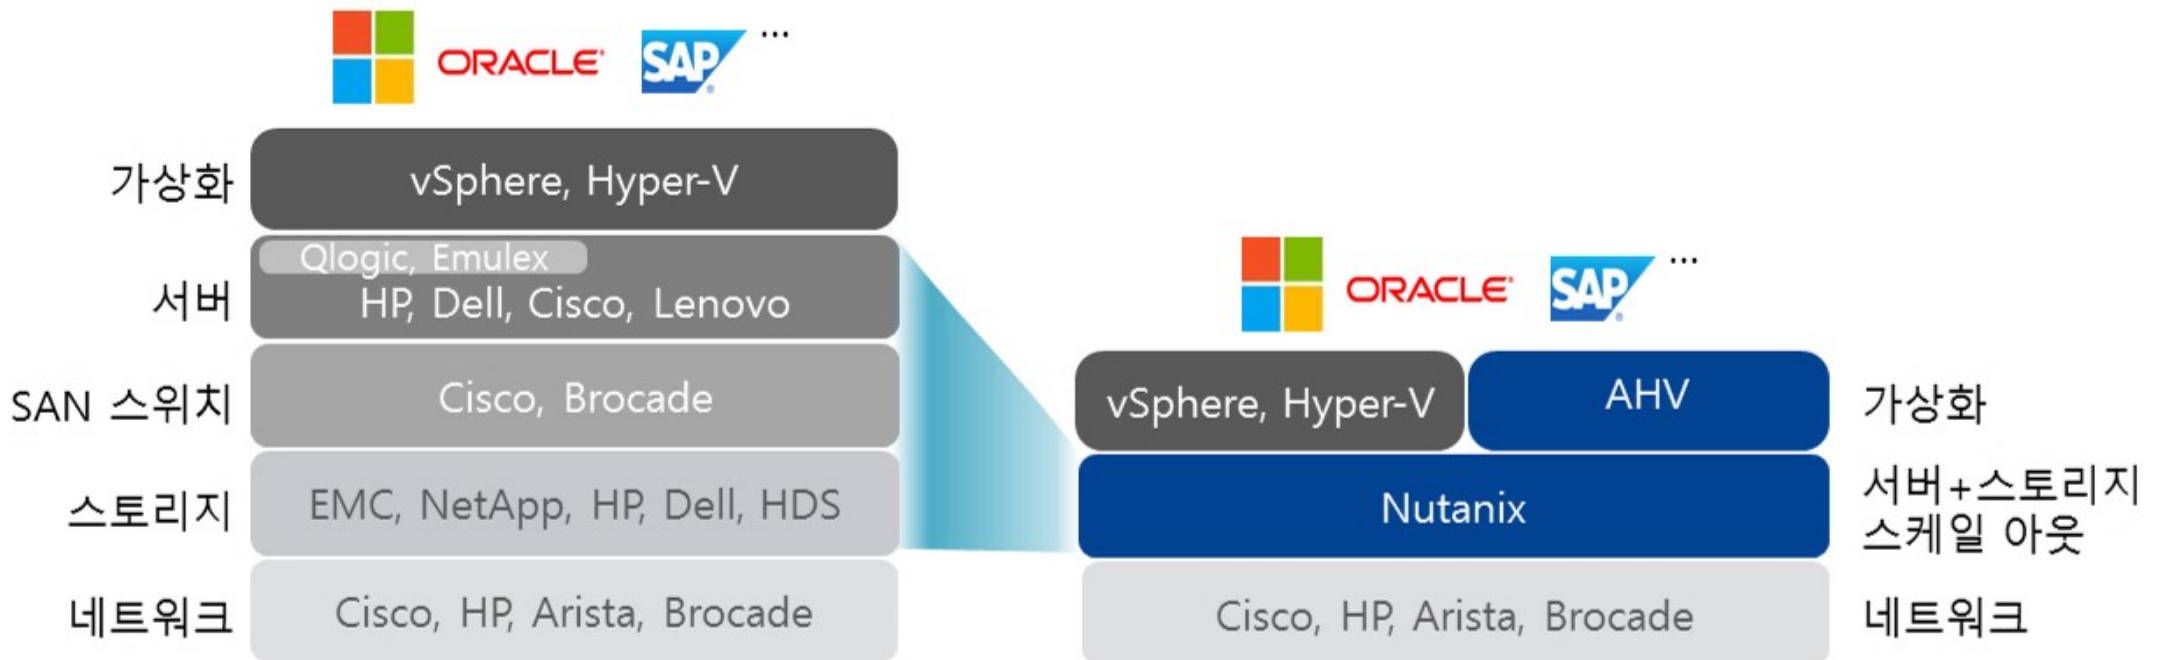 ORACLE® SAP® ...
가상화
vSphere, Hyper-V
서버
Qlogic, Emulex
HP, Dell, Cisco, Lenovo
SAN 스위치
Cisco, Brocade
스토리지
EMC, NetApp, HP, Dell, HDS
네트워크
Cisco, HP, Arista, Brocade
ORACLE® SAP® ...
vSphere, Hyper-V
AHV
가상화
Nutanix
서버+스토리지
스케일 아웃
Cisco, HP, Arista, Brocade
네트워크